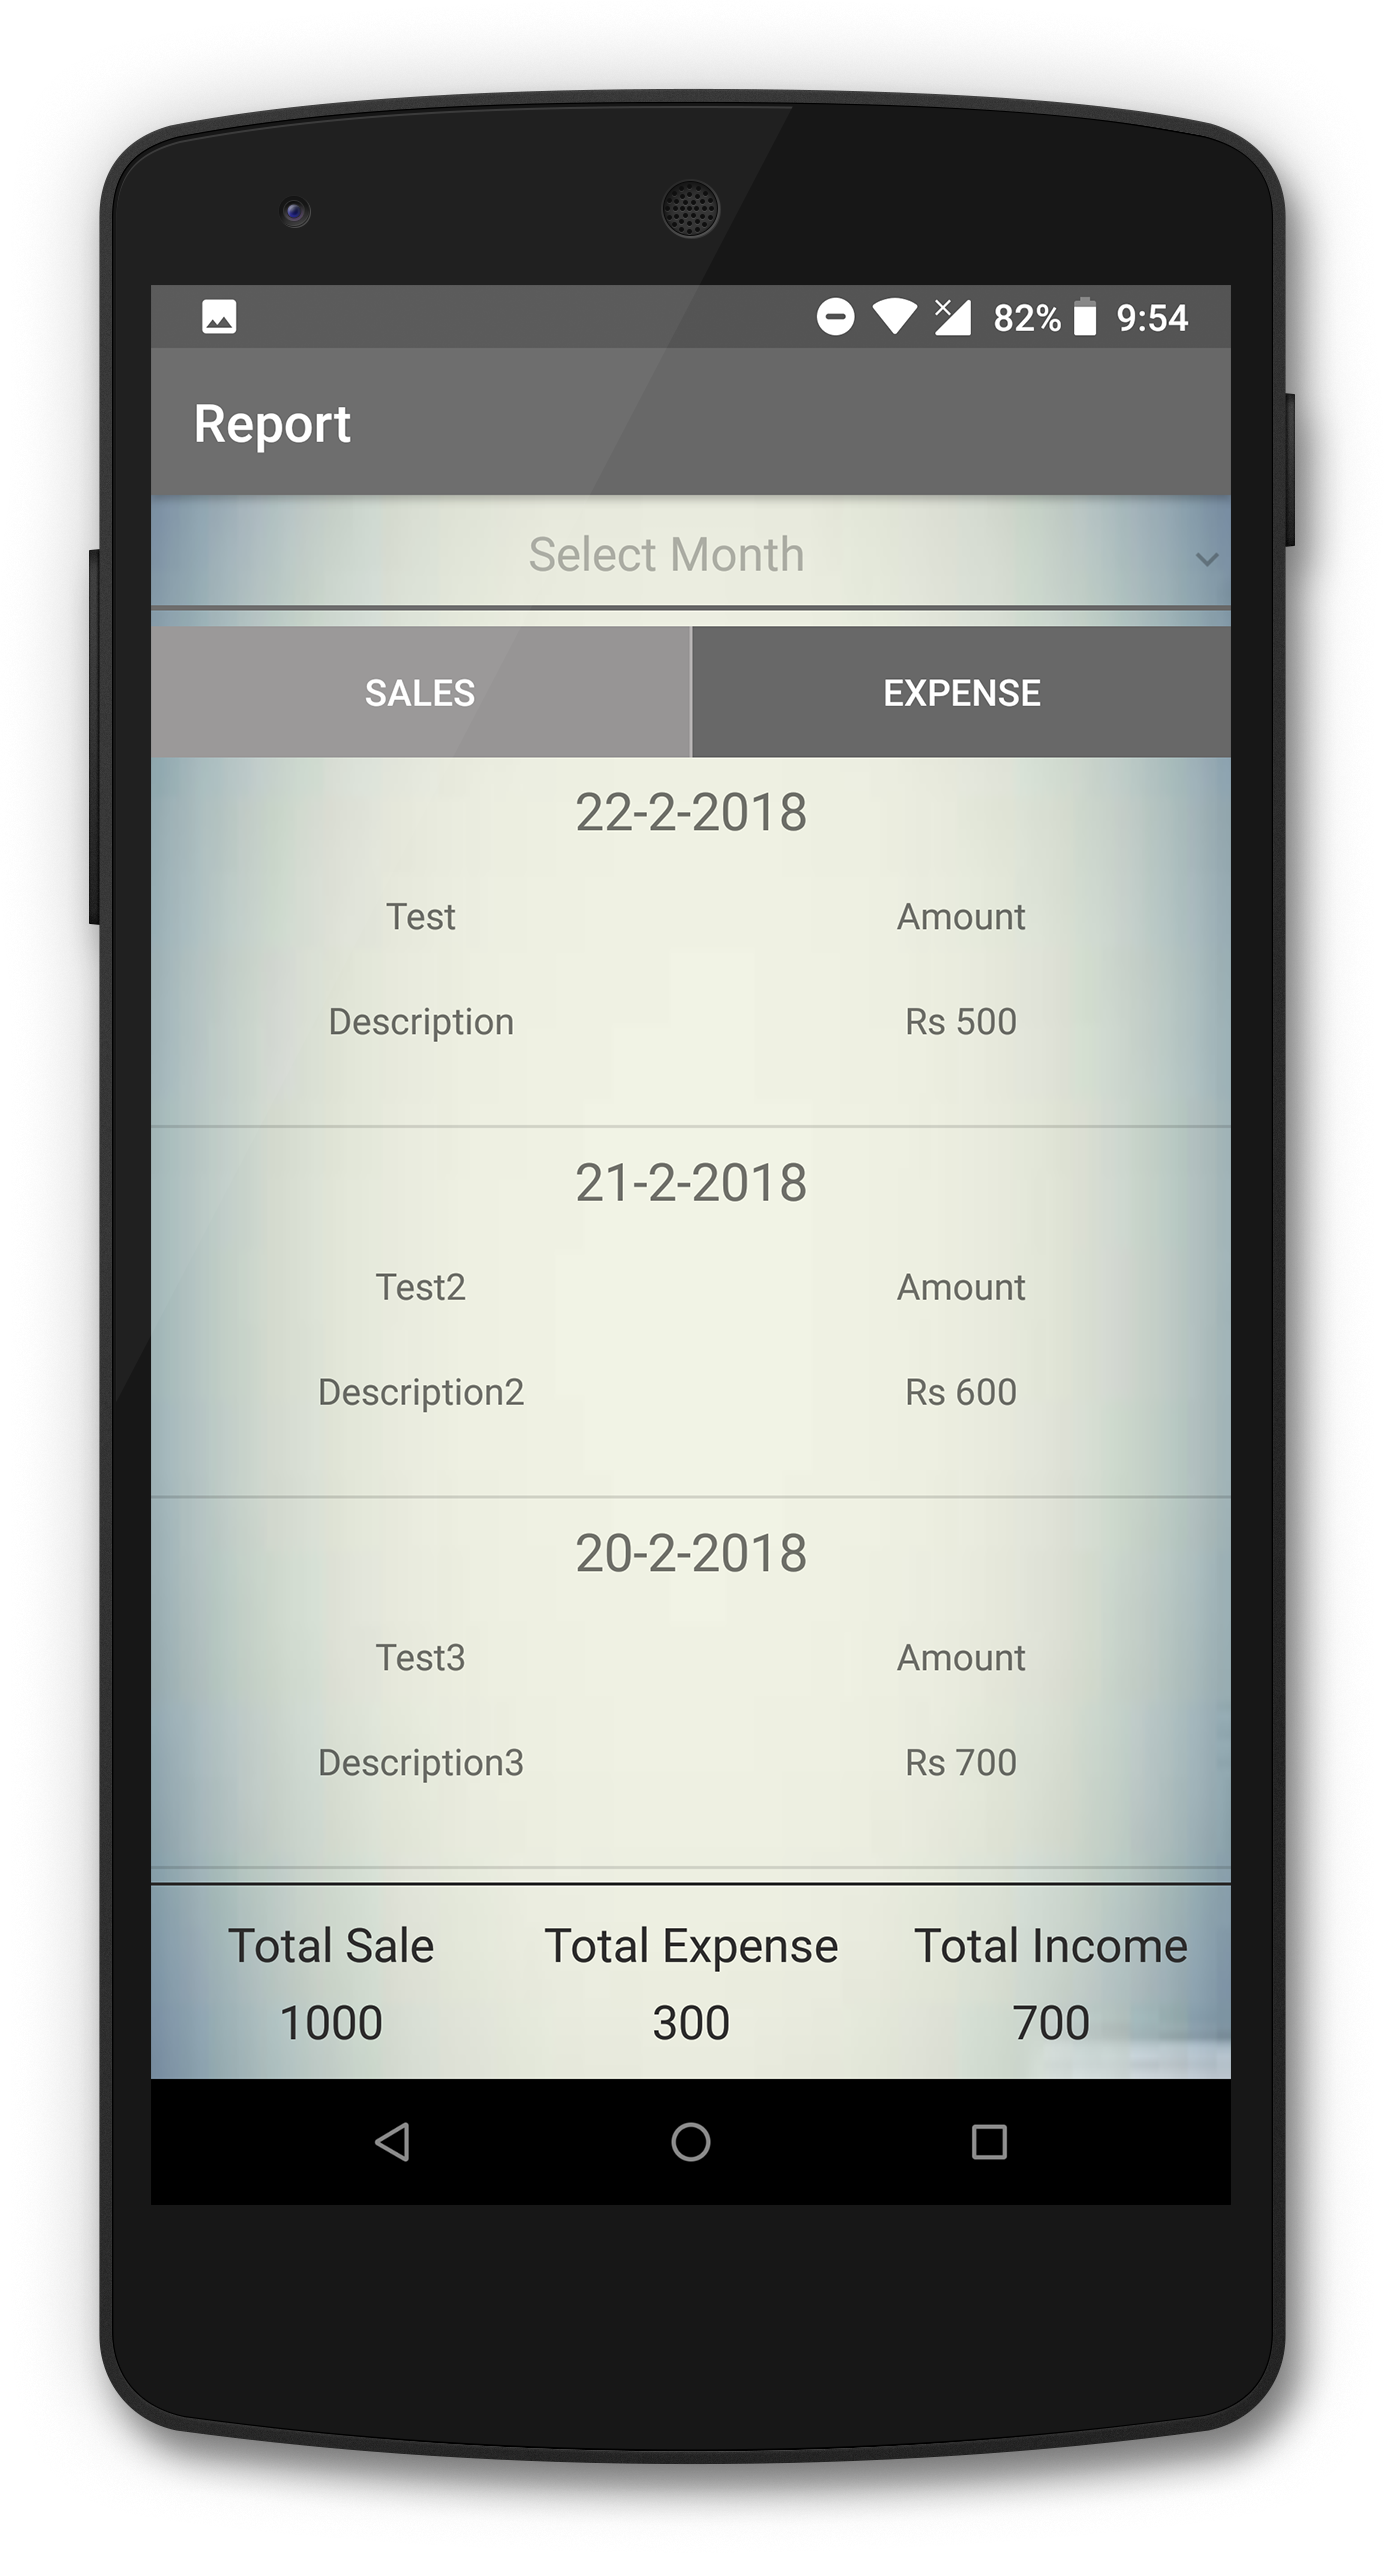 82% 9:54
Report
Select Month
SALES EXPENSE
22-2-2018
Test Amount
Description Rs 500
21-2-2018
Test2 Amount
Description2 Rs 600
20-2-2018
Test3 Amount
Description3 Rs 700
Total Sale Total Expense Total Income
1000 300 700